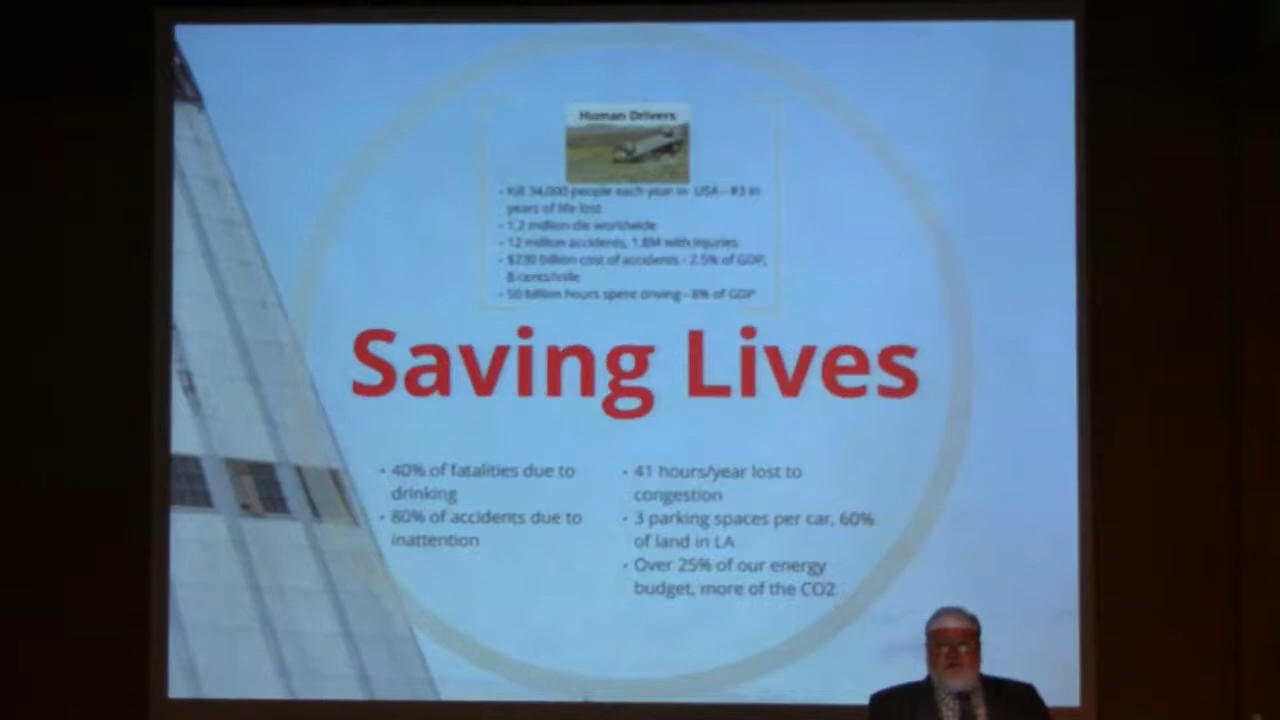 Human Drivers
- Kill 34,000 people each year in USA - #3 in
years of life lost
- 1.2 million die worldwide
- 12 million accidents, 1.8M with injuries
- $230 billion cost of accidents - 2.5% of GDP,
8 cents/mile
- 50 billion hours spent driving - 8% of GDP
Saving Lives
• 40% of fatalities due to
drinking
• 80% of accidents due to
inattention
• 41 hours/year lost to
congestion
• 3 parking spaces per car, 60%
of land in LA
• Over 25% of our energy
budget, more of the CO2